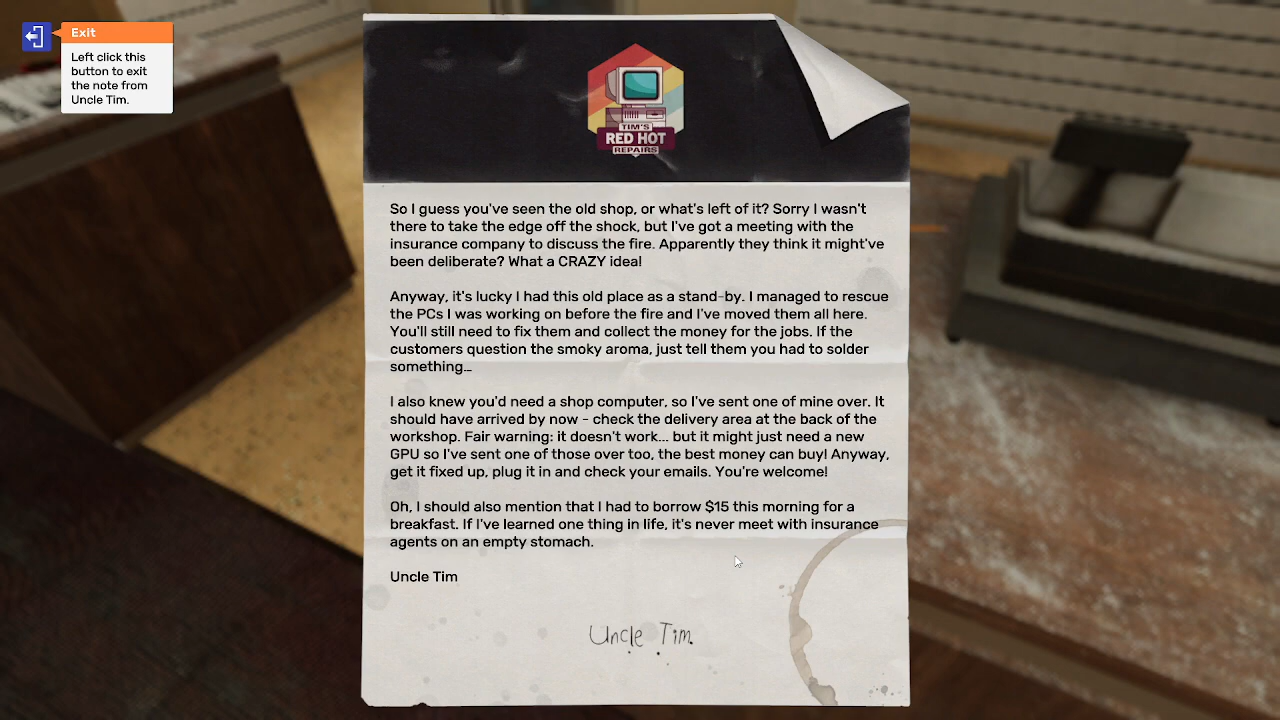 Exit
Left click this
button to exit
the note from
Uncle Tim.
TIM'S
RED HOT
REPAIRS
So I guess you've seen the old shop, or what's left of it? Sorry I wasn't
there to take the edge off the shock, but I've got a meeting with the
insurance company to discuss the fire. Apparently they think it might've
been deliberate? What a CRAZY idea!
Anyway, it's lucky I had this old place as a stand-by. I managed to rescue
the PCs I was working on before the fire and I've moved them all here.
You'll still need to fix them and collect the money for the jobs. If the
customers question the smoky aroma, just tell them you had to solder
something…
I also knew you'd need a shop computer, so I've sent one of mine over. It
should have arrived by now - check the delivery area at the back of the
workshop. Fair warning: it doesn't work... but it might just need a new
GPU so I've sent one of those over too, the best money can buy! Anyway,
get it fixed up, plug it in and check your emails. You're welcome!
Oh, I should also mention that I had to borrow $15 this morning for a
breakfast. If I've learned one thing in life, it's never meet with insurance
agents on an empty stomach.
Uncle Tim
Uncle Tim